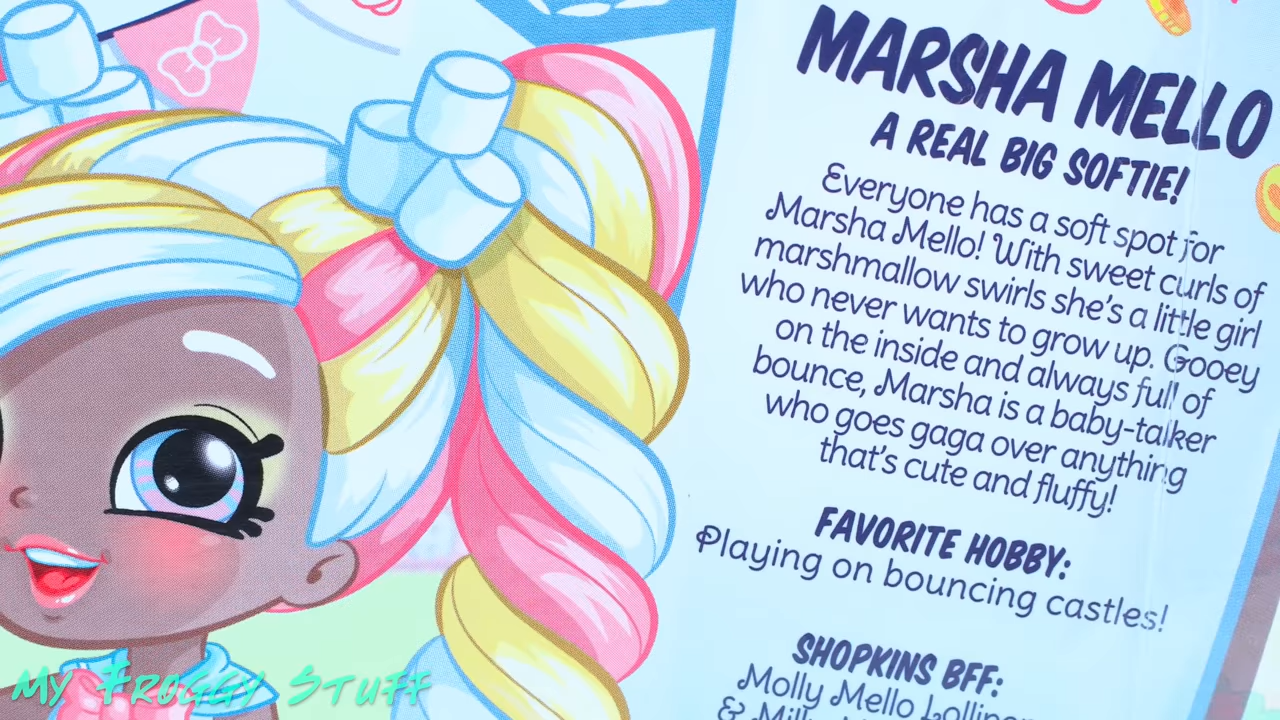 MARSHA MELLO
A REAL BIG SOFTIE!
Everyone has a soft spot for
Marsha Mello! With sweet curls of
marshmallow swirls she's a little girl
who never wants to grow up. Gooey
on the inside and always full of
bounce, Marsha is a baby-talker
who goes gaga over anything
that's cute and fluffy!
FAVORITE HOBBY:
Playing on bouncing castles!
SHOPKINS BFF:
Molly Mello
&
My Froggy Stuff